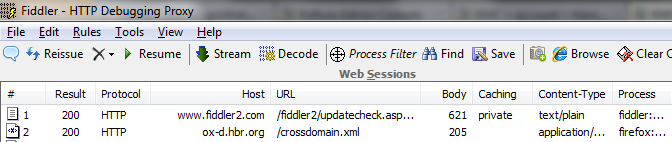 Fiddler - HTTP Debugging Proxy
File Edit Rules Tools View Help
Reissue Resume Stream Decode Process Filter Find Save Browse Clear C
Web Sessions
# Result Protocol Host URL Body Caching Content-Type Process
1 200 HTTP www.fiddler2.com /fiddler2/updatecheck.asp... 621 private text/plain fiddler:...
2 200 HTTP ox-d.hbr.org /crossdomain.xml 205 application/... firefox:...